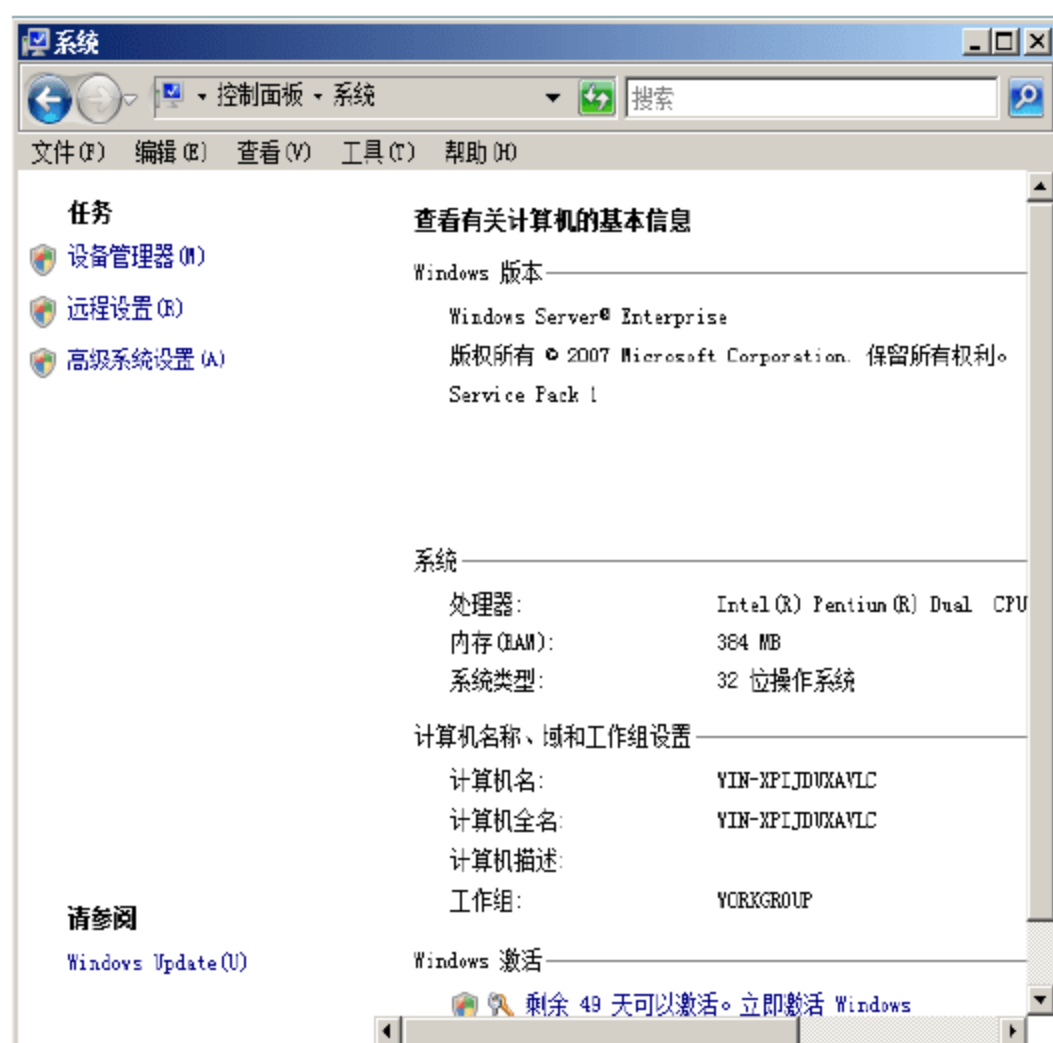 系统
控制面板 系统
搜索
文件(F) 编辑(E) 查看(V) 工具(T) 帮助(H)
任务
设备管理器(M)
远程设置(R)
高级系统设置(A)
查看有关计算机的基本信息
Windows 版本
Windows Server® Enterprise
版权所有 © 2007 Microsoft Corporation. 保留所有权利。
Service Pack 1
系统
处理器: Intel(R) Pentium(R) Dual CPU
内存(RAM): 384 MB
系统类型: 32 位操作系统
计算机名称、域和工作组设置
计算机名: WIN-XPIJDUXAVLC
计算机全名: WIN-XPIJDUXAVLC
计算机描述:
工作组: WORKGROUP
Windows 激活
剩余 49 天可以激活。立即激活 Windows
请参阅
Windows Update(U)